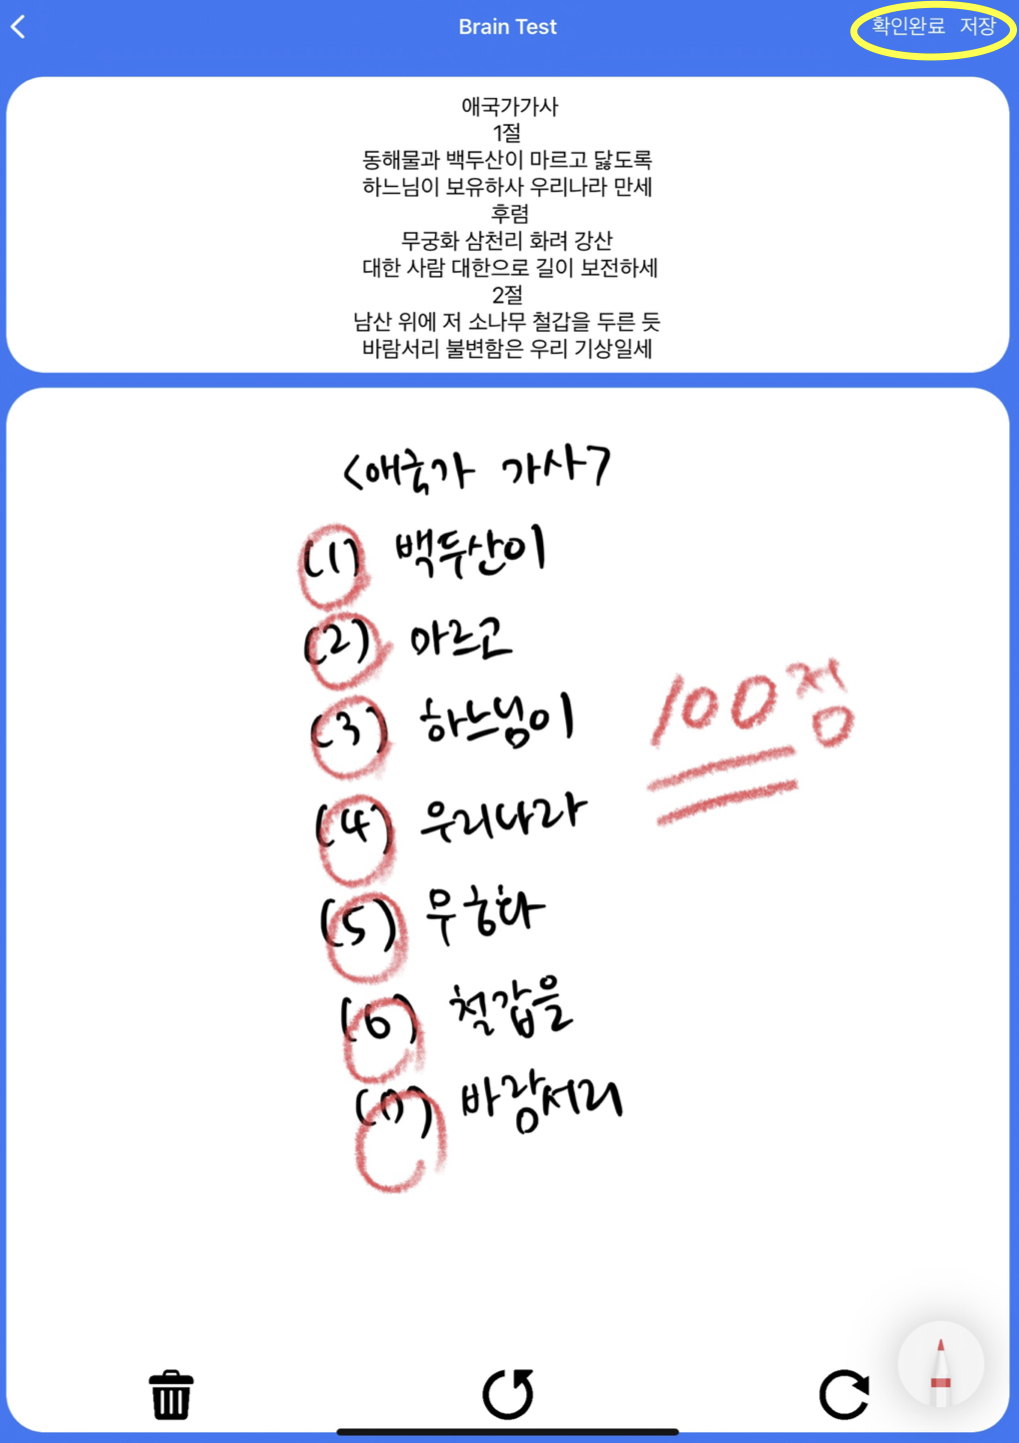 Brain Test
확인완료 저장
애국가가사
1절
동해물과 백두산이 마르고 닳도록
하느님이 보유하사 우리나라 만세
후렴
무궁화 삼천리 화려 강산
대한 사람 대한으로 길이 보전하세
2절
남산 위에 저 소나무 철갑을 두른 듯
바람서리 불변함은 우리 기상일세
<애국가 가사>
(1) 백두산이
(2) 마르고
(3) 하느님이
(4) 우리나라
100점
(5)
(6) 철갑을
(7) 바람서리